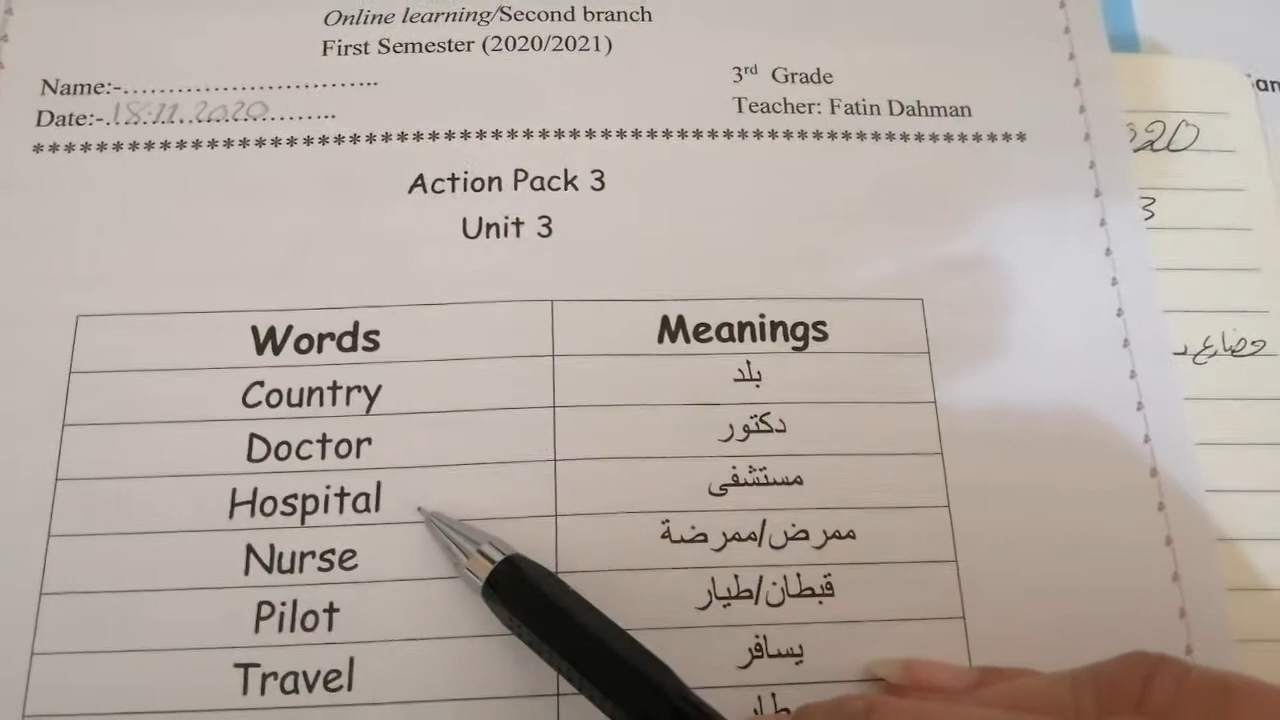 Online learning/Second branch
First Semester (2020/2021)
Name:-..............................
3rd Grade
Date:-.18.11.2020............
Teacher: Fatin Dahman
*******************************************************************************
Action Pack 3
Unit 3
Words Meanings
Country بلد
Doctor دكتور
Hospital مستشفى
Nurse ممرض/ممرضة
Pilot قبطان/طيار
Travel يسافر
20
3